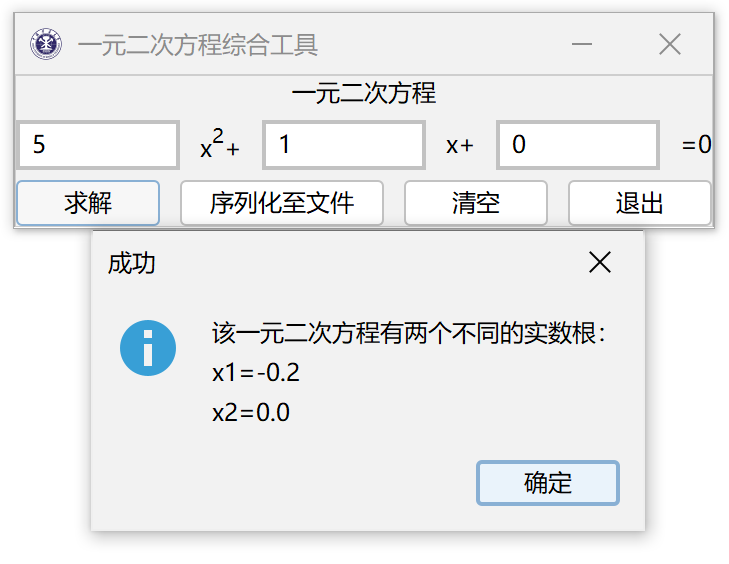 一元二次方程综合工具
一元二次方程
5 x²+ 1 x+ 0 =0
求解 序列化至文件 清空 退出
成功
该一元二次方程有两个不同的实数根：
x1=-0.2
x2=0.0
确定